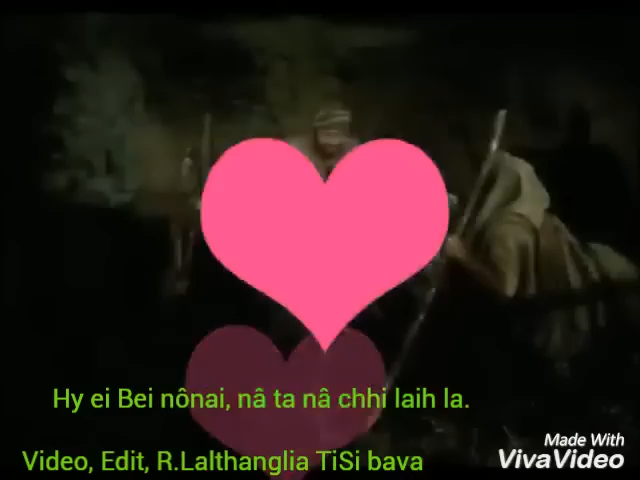 Hy ei Bei nônai, nâ ta nâ chhi laih la.
Video, Edit, R.Lalthanglia TiSi bava
Made With
VivaVideo